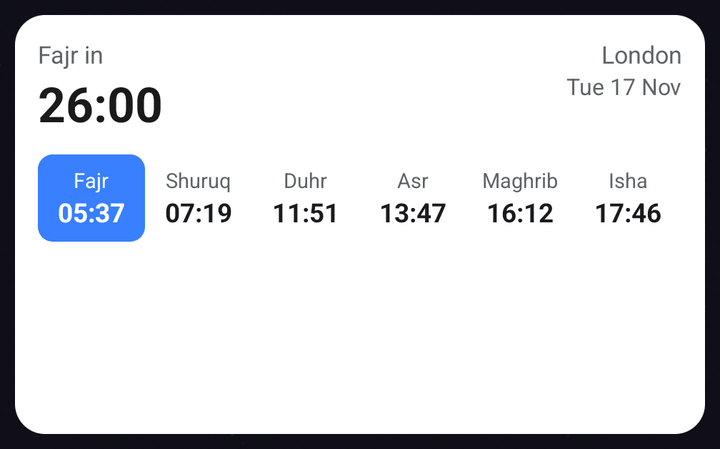 Fajr in
26:00
London
Tue 17 Nov
Fajr Shuruq Duhr Asr Maghrib Isha
05:37 07:19 11:51 13:47 16:12 17:46